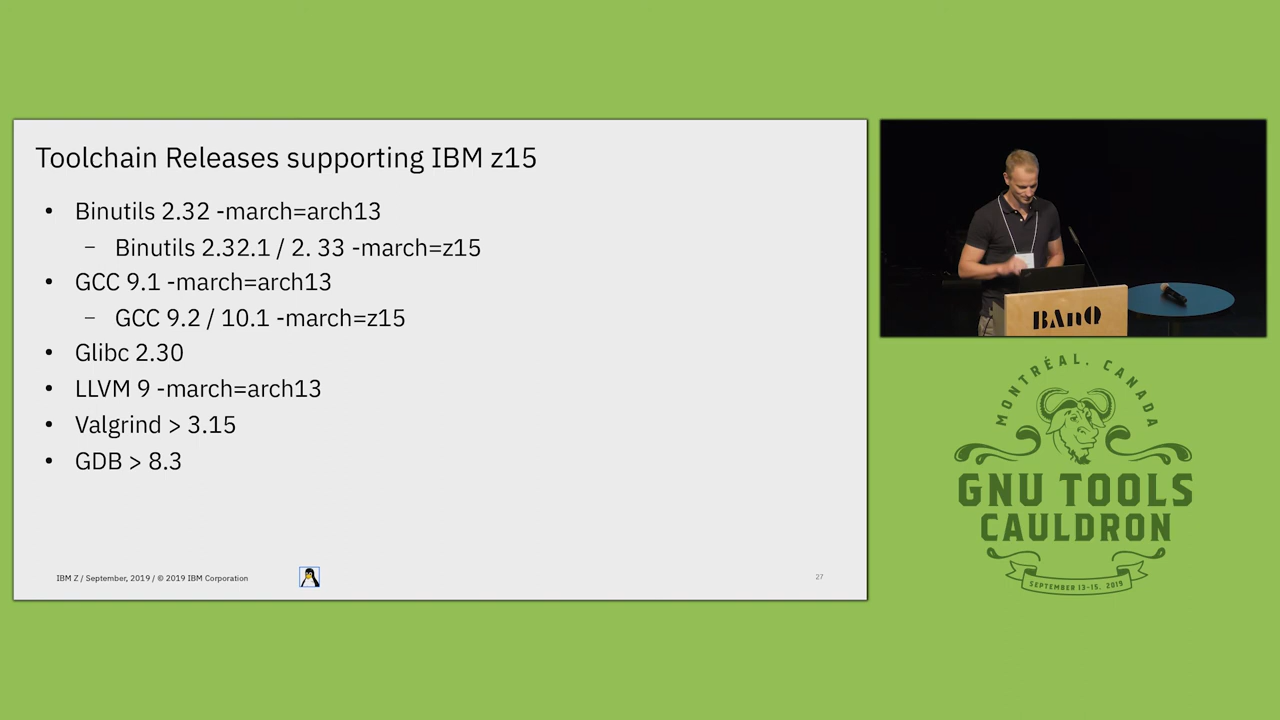 Toolchain Releases supporting IBM z15
• Binutils 2.32 -march=arch13
– Binutils 2.32.1 / 2. 33 -march=z15
• GCC 9.1 -march=arch13
– GCC 9.2 / 10.1 -march=z15
• Glibc 2.30
• LLVM 9 -march=arch13
• Valgrind > 3.15
• GDB > 8.3
IBM Z / September, 2019 / © 2019 IBM Corporation
27
BAnQ
MONTRÉAL, CANADA
GNU TOOLS
CAULDRON
SEPTEMBER 13-15, 2019